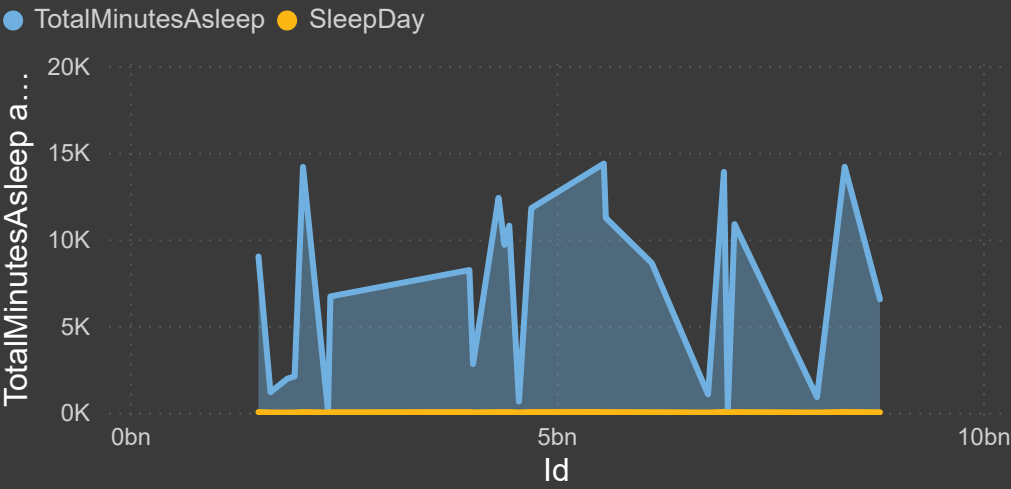 TotalMinutesAsleep SleepDay
20K
15K
10K
5K
0K
TotalMinutesAsleep a...
0bn 5bn 10bn
Id